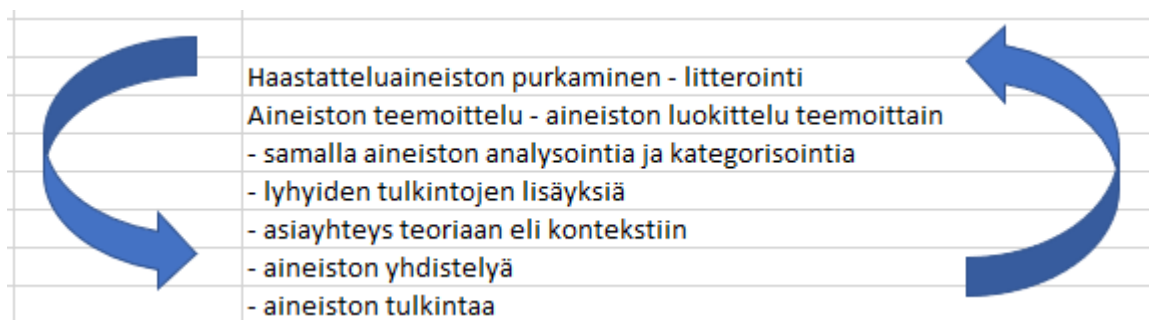 Haastatteluaineiston purkaminen - litterointi
Aineiston teemoittelu - aineiston luokittelu teemoittain
- samalla aineiston analysointia ja kategorisointia
- lyhyiden tulkintojen lisäyksiä
- asiayhteys teoriaan eli kontekstiin
- aineiston yhdistelyä
- aineiston tulkintaa